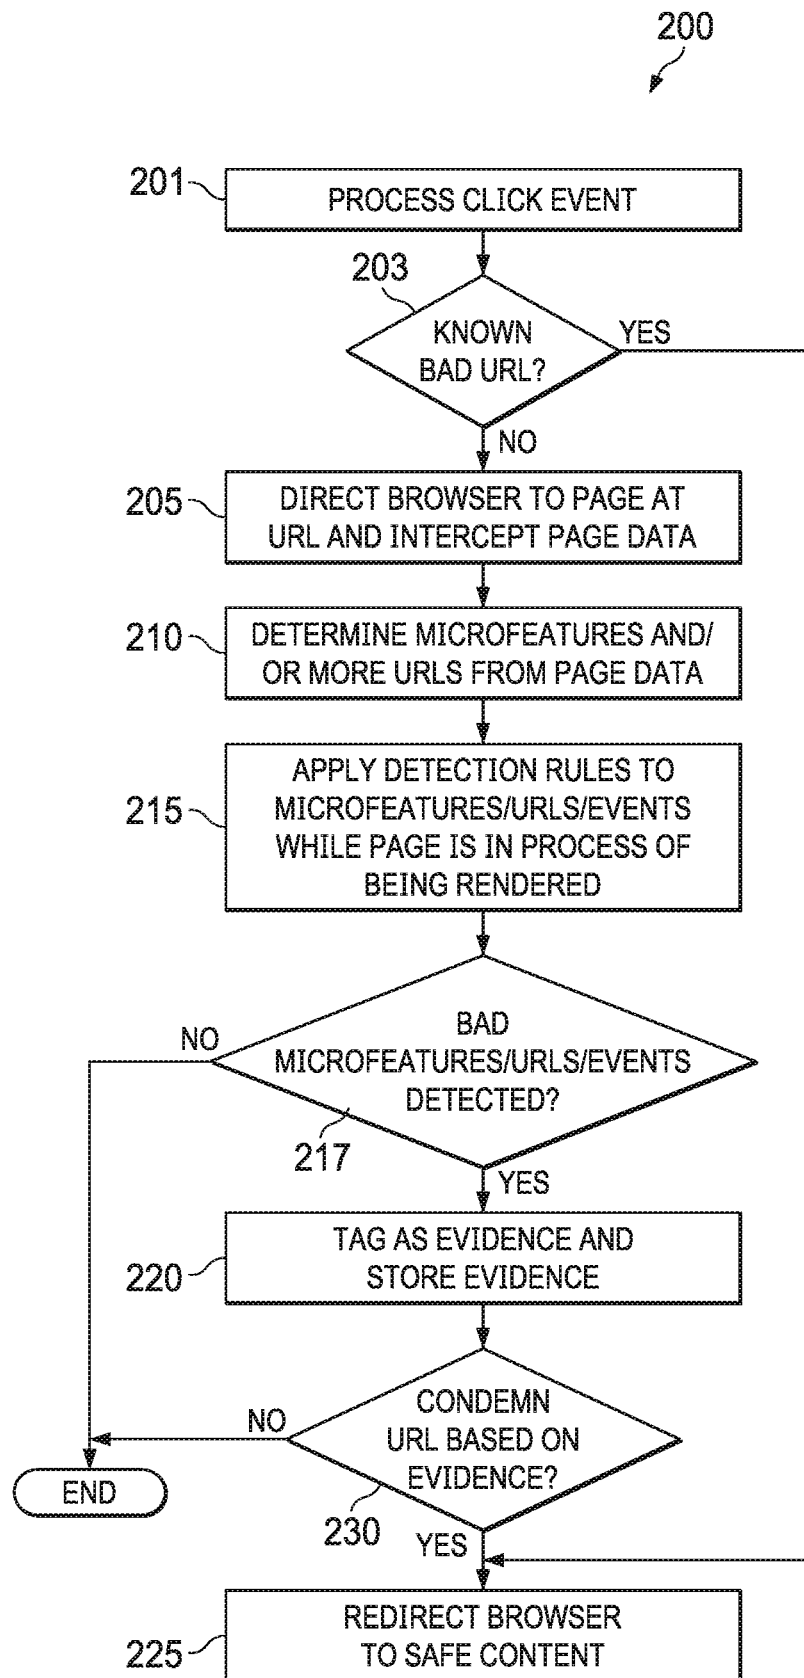 200
201
PROCESS CLICK EVENT
203
KNOWN
BAD URL?
YES
NO
205
DIRECT BROWSER TO PAGE AT
URL AND INTERCEPT PAGE DATA
210
DETERMINE MICROFEATURES AND/
OR MORE URLS FROM PAGE DATA
215
APPLY DETECTION RULES TO
MICROFEATURES/URLS/EVENTS
WHILE PAGE IS IN PROCESS OF
BEING RENDERED
NO
BAD
MICROFEATURES/URLS/EVENTS
DETECTED?
217
YES
220
TAG AS EVIDENCE AND
STORE EVIDENCE
NO
CONDEMN
URL BASED ON
EVIDENCE?
END
230
YES
225
REDIRECT BROWSER
TO SAFE CONTENT